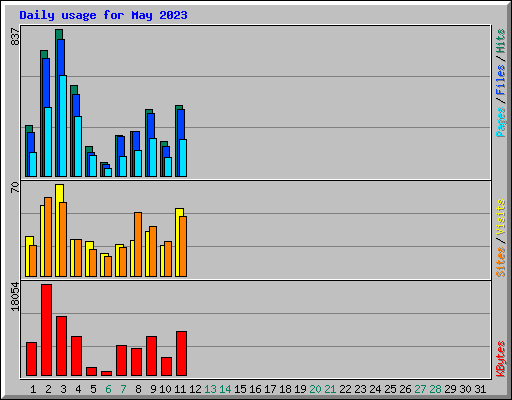 Daily usage for May 2023
837
Pages / Files / Hits
70
Sites / Visits
18054
KBytes
1 2 3 4 5 6 7 8 9 10 11 12 13 14 15 16 17 18 19 20 21 22 23 24 25 26 27 28 29 30 31